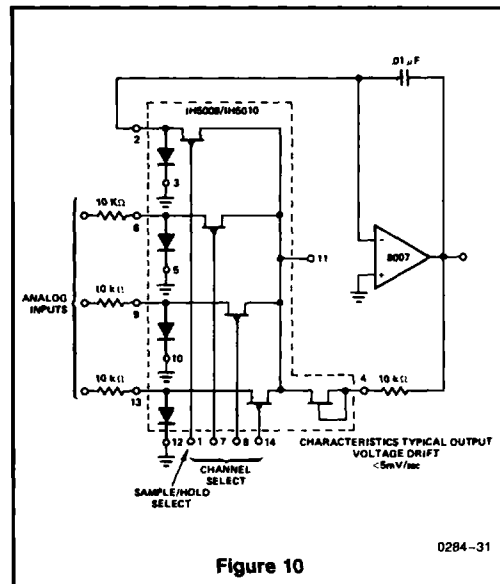 .01 μF
IH5009/IH5010
2
3
10 KΩ
6
5
11
8007
-
+
ANALOG INPUTS
10 kΩ
9
10
10 kΩ
13
4
10 kΩ
12
1
7
8
14
CHANNEL SELECT
SAMPLE/HOLD SELECT
CHARACTERISTICS TYPICAL OUTPUT
VOLTAGE DRIFT
<5mV/sec
0284-31
Figure 10